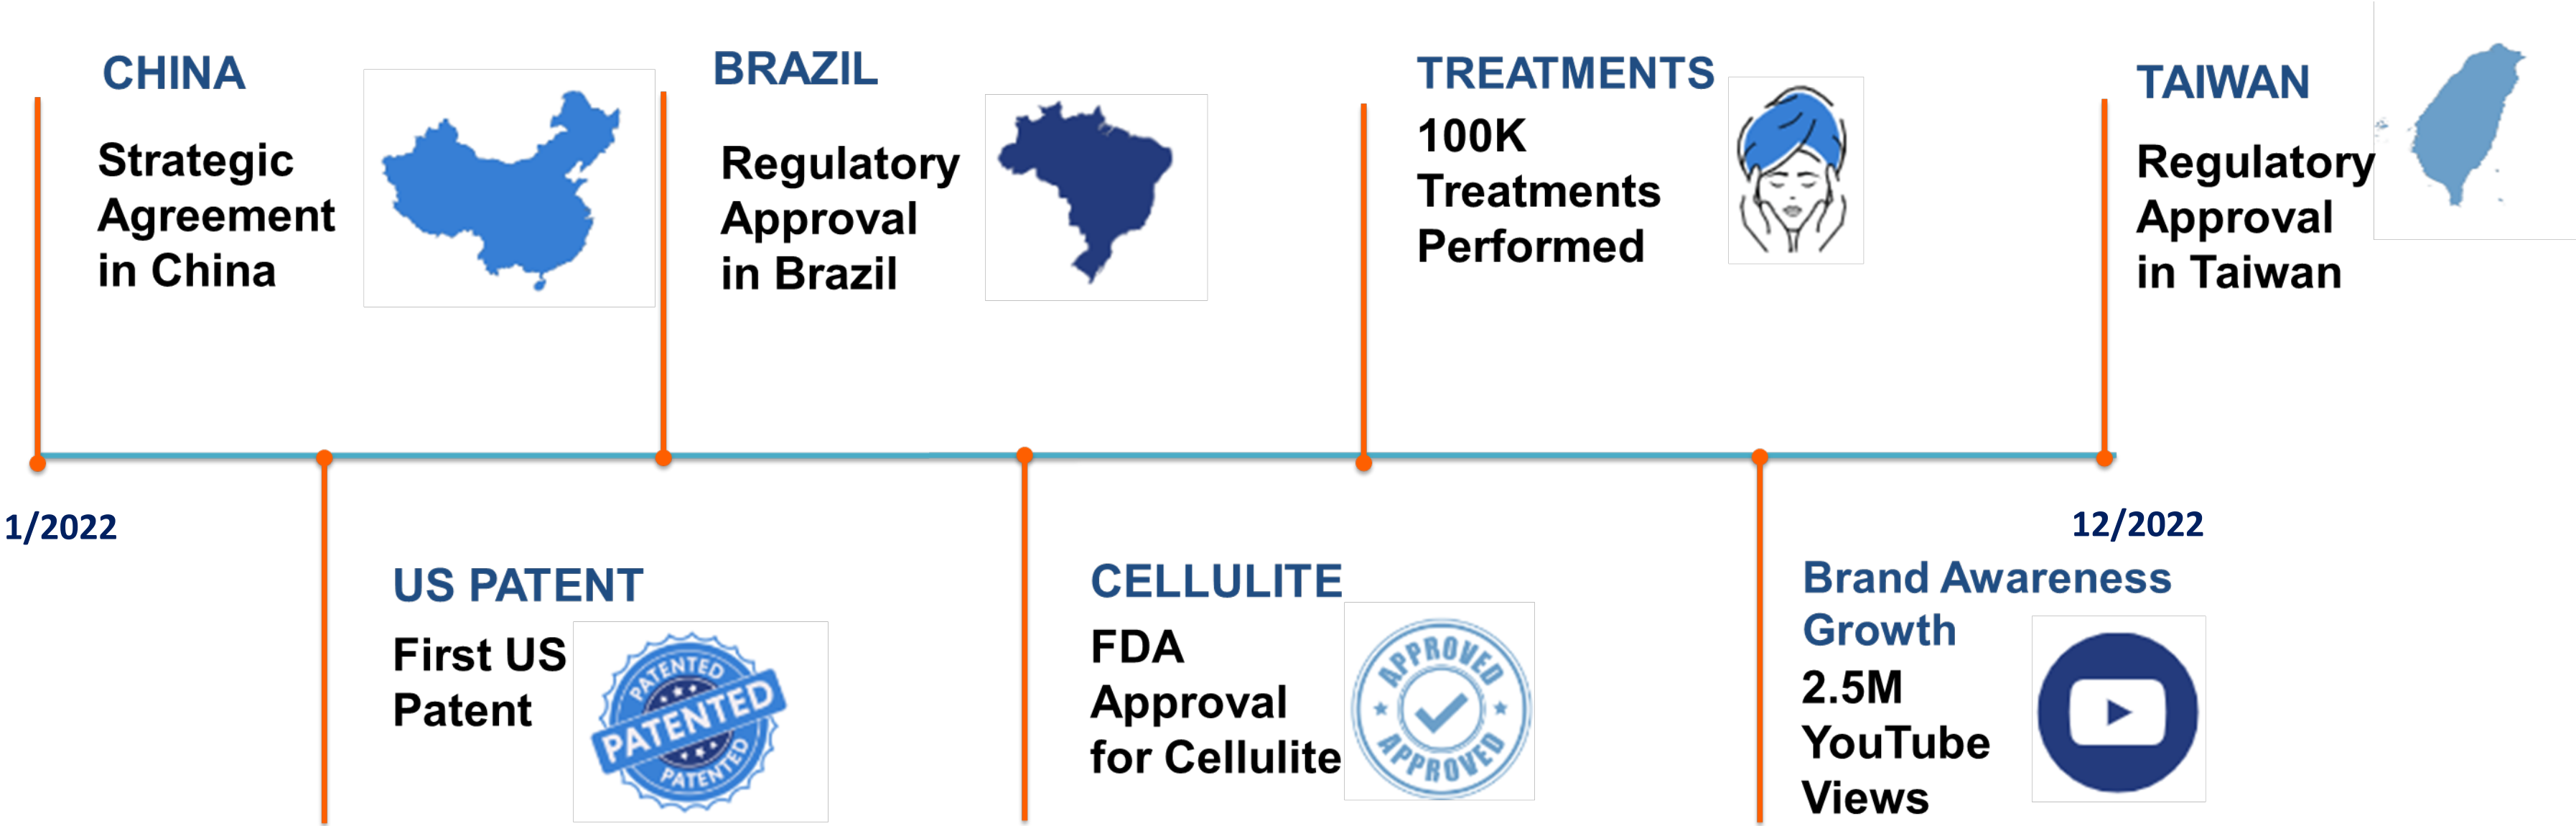 CHINA
Strategic
Agreement
in China
BRAZIL
Regulatory
Approval
in Brazil
TREATMENTS
100K
Treatments
Performed
TAIWAN
Regulatory
Approval
in Taiwan
1/2022
12/2022
US PATENT
First US
Patent
PATENTED
PATENTED
PATENTED
CELLULITE
FDA
Approval
for Cellulite
APPROVED
APPROVED
Brand Awareness
Growth
2.5M
YouTube
Views